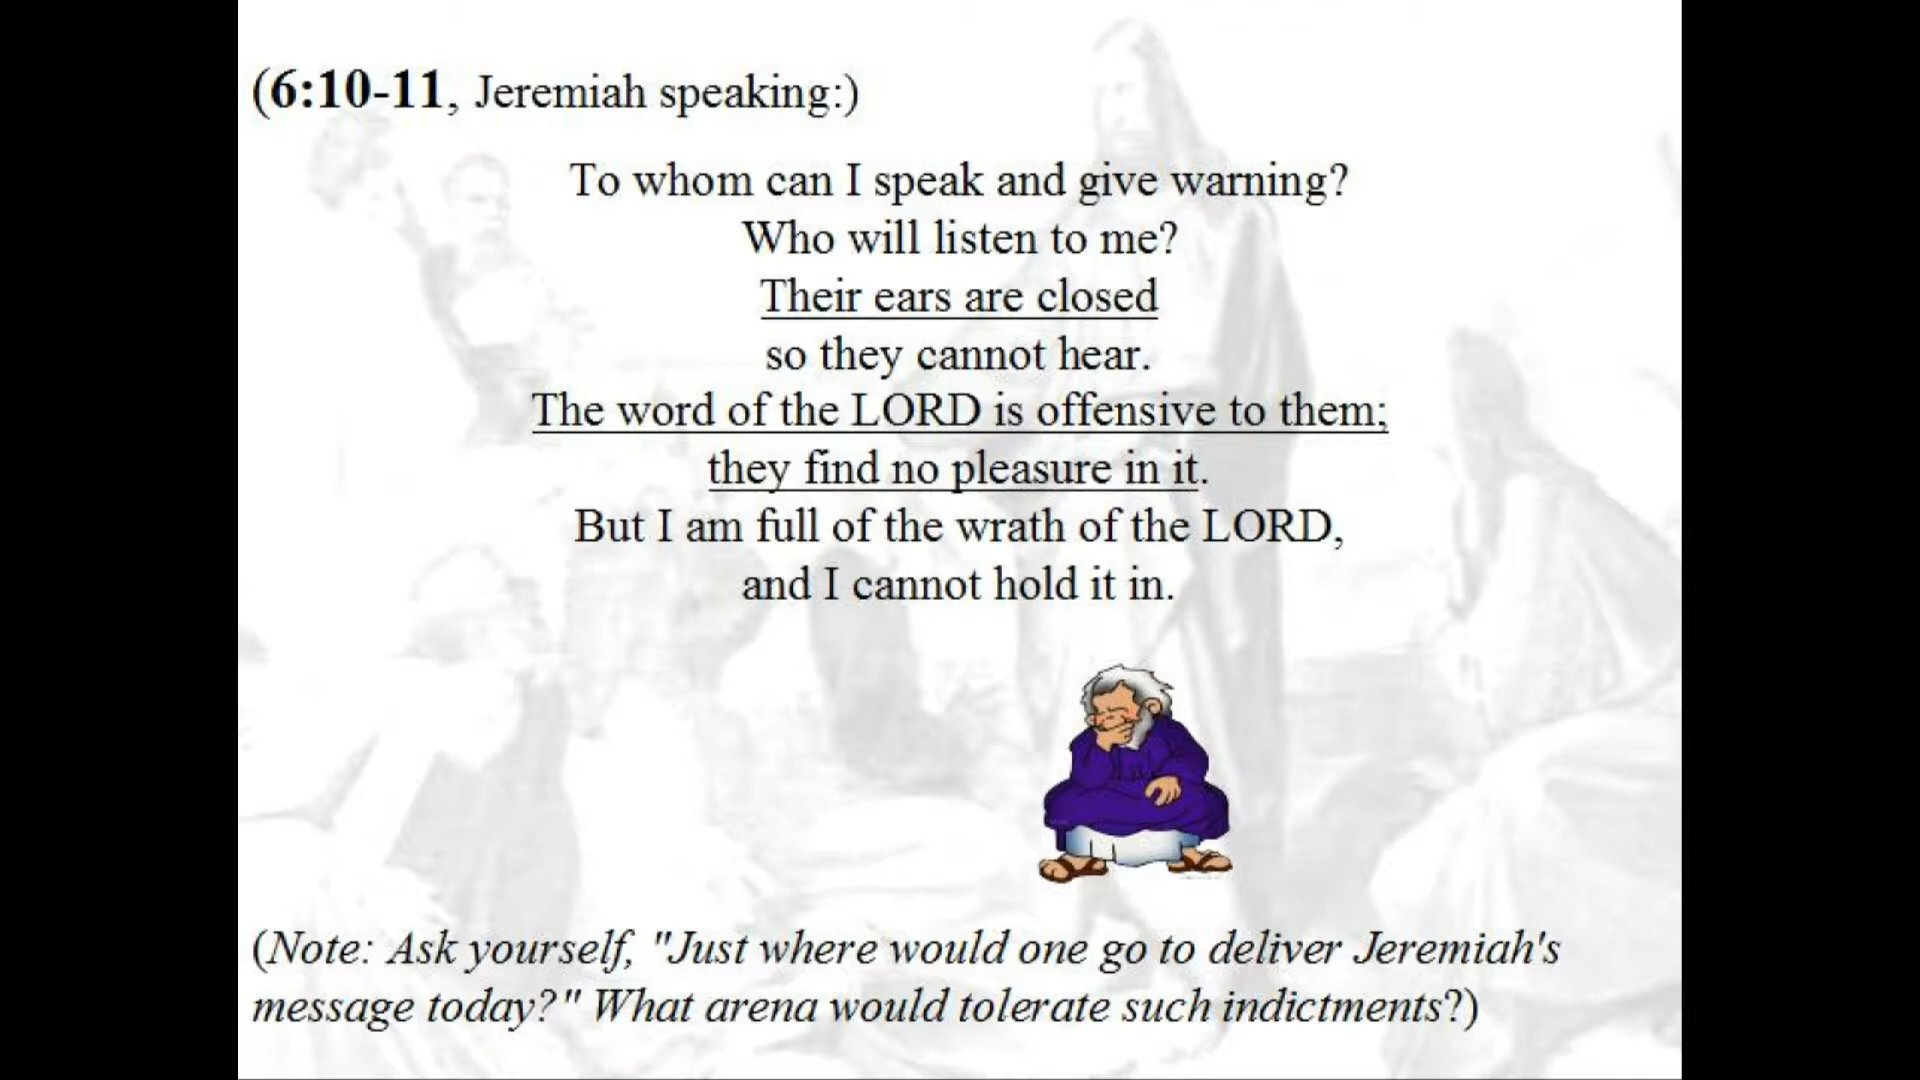 (6:10-11, Jeremiah speaking:)
To whom can I speak and give warning?
Who will listen to me?
Their ears are closed
so they cannot hear.
The word of the LORD is offensive to them;
they find no pleasure in it.
But I am full of the wrath of the LORD,
and I cannot hold it in.
(Note: Ask yourself, "Just where would one go to deliver Jeremiah's
message today?" What arena would tolerate such indictments?)